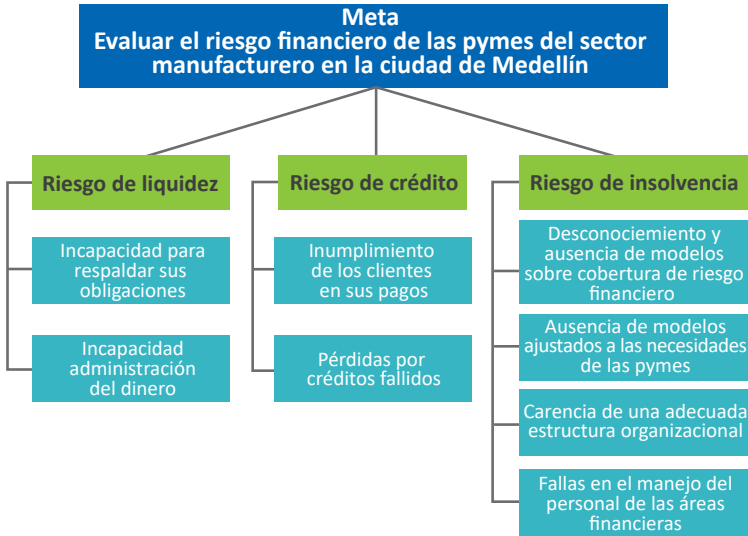 Meta
Evaluar el riesgo financiero de las pymes del sector
manufacturero en la ciudad de Medellín
Riesgo de liquidez
Incapacidad para
respaldar sus
obligaciones
Incapacidad
administración
del dinero
Riesgo de crédito
Inumplimiento
de los clientes
en sus pagos
Pérdidas por
créditos fallidos
Riesgo de insolvencia
Desconociemiento y
ausencia de modelos
sobre cobertura de riesgo
financiero
Ausencia de modelos
ajustados a las necesidades
de las pymes
Carencia de una adecuada
estructura organizacional
Fallas en el manejo del
personal de las áreas
financieras